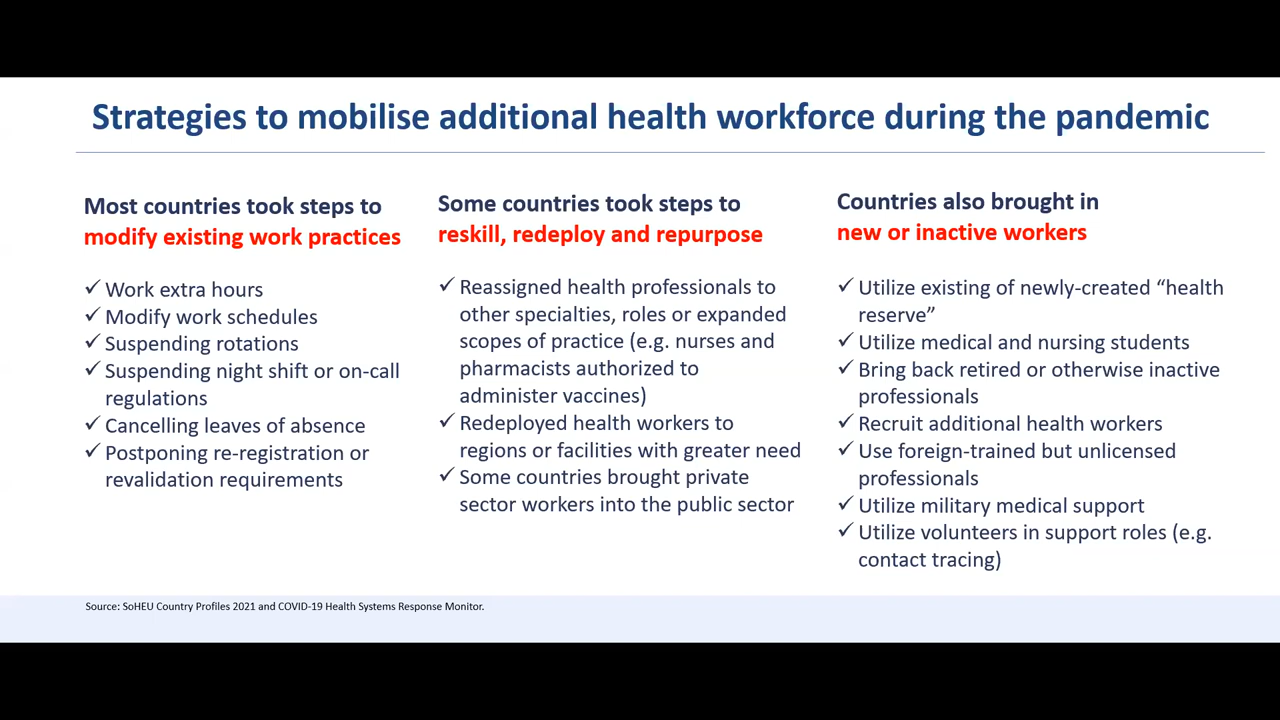 Strategies to mobilise additional health workforce during the pandemic
Most countries took steps to
modify existing work practices
✓ Work extra hours
✓ Modify work schedules
✓ Suspending rotations
✓ Suspending night shift or on-call
regulations
✓ Cancelling leaves of absence
✓ Postponing re-registration or
revalidation requirements
Some countries took steps to
reskill, redeploy and repurpose
✓ Reassigned health professionals to
other specialties, roles or expanded
scopes of practice (e.g. nurses and
pharmacists authorized to
administer vaccines)
✓ Redeployed health workers to
regions or facilities with greater need
✓ Some countries brought private
sector workers into the public sector
Countries also brought in
new or inactive workers
✓ Utilize existing of newly-created “health
reserve”
✓ Utilize medical and nursing students
✓ Bring back retired or otherwise inactive
professionals
✓ Recruit additional health workers
✓ Use foreign-trained but unlicensed
professionals
✓ Utilize military medical support
✓ Utilize volunteers in support roles (e.g.
contact tracing)
Source: SoHEU Country Profiles 2021 and COVID-19 Health Systems Response Monitor.